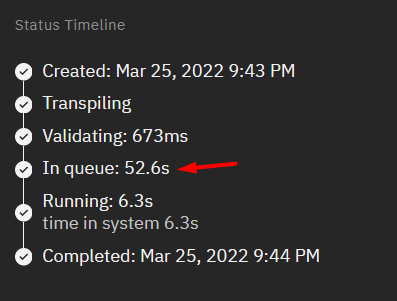 Status Timeline
Created: Mar 25, 2022 9:43 PM
Transpiling
Validating: 673ms
In queue: 52.6s
Running: 6.3s
time in system 6.3s
Completed: Mar 25, 2022 9:44 PM